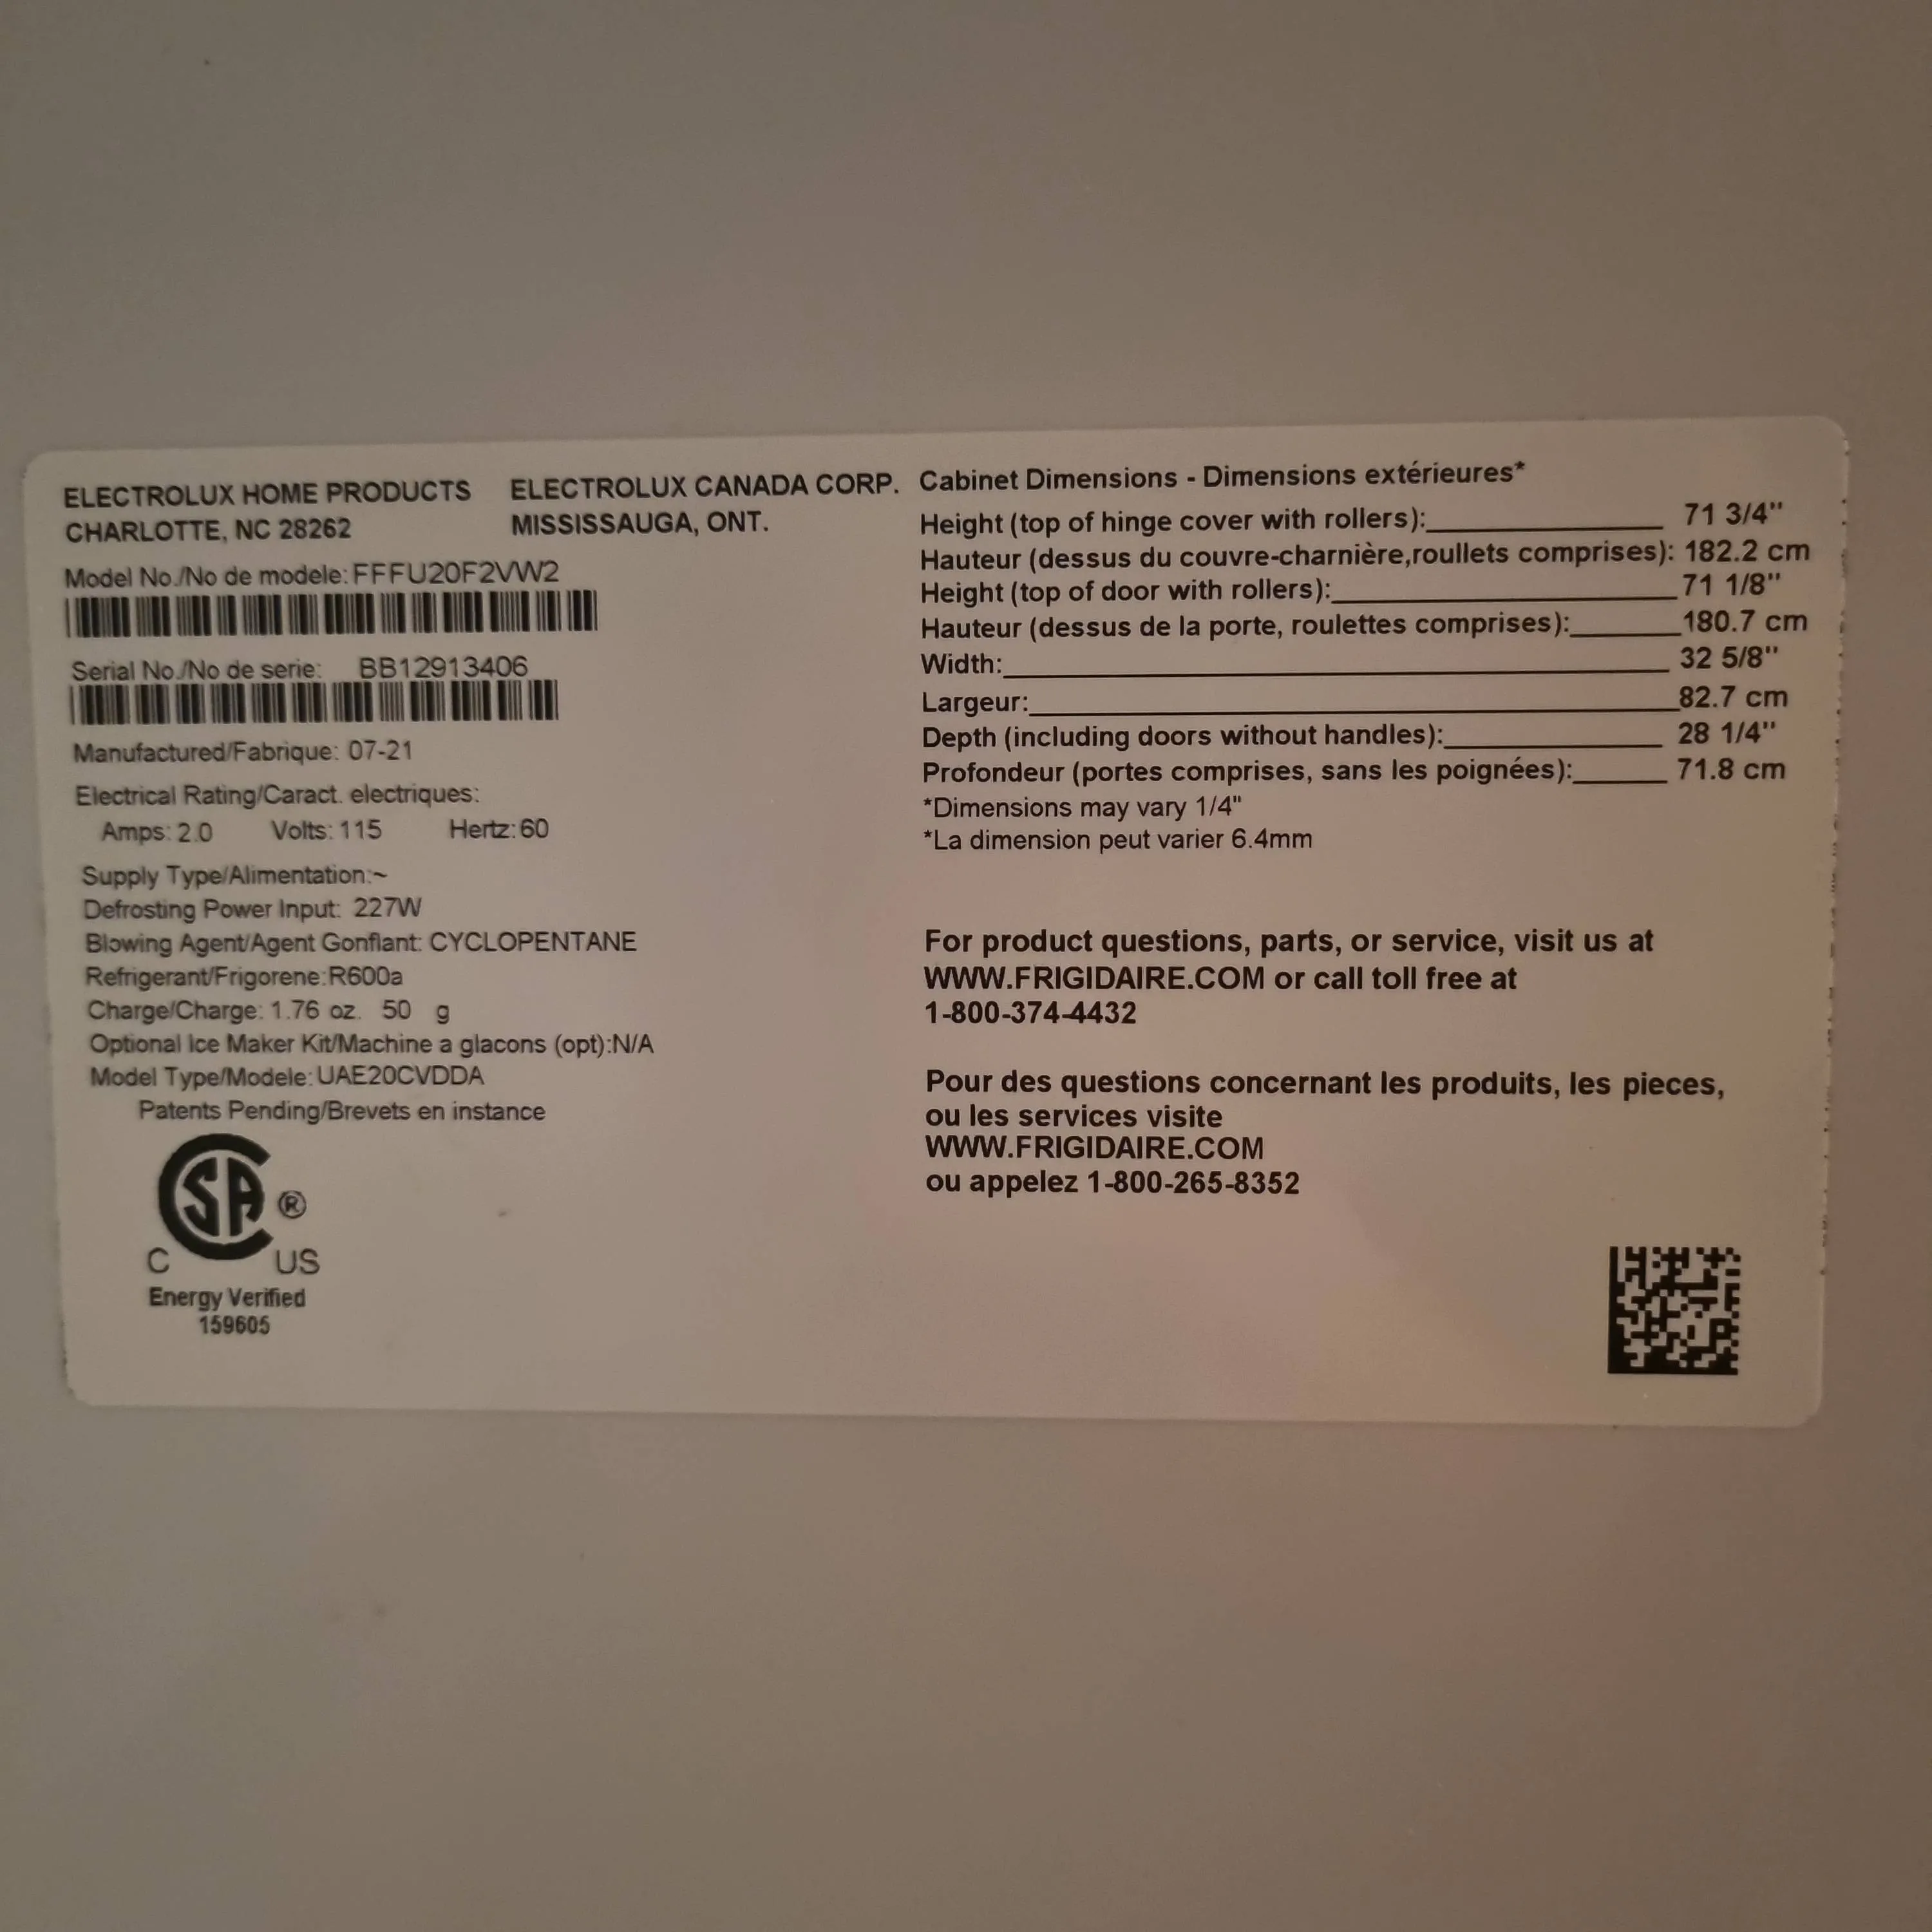 ELECTROLUX HOME PRODUCTS
CHARLOTTE, NC 28262
ELECTROLUX CANADA CORP.
MISSISSAUGA, ONT.
Model No./No de modele: FFFU20F2VW2
Serial No./No de serie: BB12913406
Manufactured/Fabrique: 07-21
Electrical Rating/Caract. electriques:
Amps: 2.0 Volts: 115 Hertz: 60
Supply Type/Alimentation:~
Defrosting Power Input: 227W
Blowing Agent/Agent Gonflant: CYCLOPENTANE
Refrigerant/Frigorene: R600a
Charge/Charge: 1.76 oz. 50 g
Optional Ice Maker Kit/Machine a glacons (opt):N/A
Model Type/Modele: UAE20CVDDA
Patents Pending/Brevets en instance
CSA ®
C US
Energy Verified
159605
Cabinet Dimensions - Dimensions extérieures*
Height (top of hinge cover with rollers): 71 3/4"
Hauteur (dessus du couvre-charnière,roullets comprises): 182.2 cm
Height (top of door with rollers): 71 1/8"
Hauteur (dessus de la porte, roulettes comprises): 180.7 cm
Width: 32 5/8"
Largeur: 82.7 cm
Depth (including doors without handles): 28 1/4"
Profondeur (portes comprises, sans les poignées): 71.8 cm
*Dimensions may vary 1/4"
*La dimension peut varier 6.4mm
For product questions, parts, or service, visit us at
WWW.FRIGIDAIRE.COM or call toll free at
1-800-374-4432
Pour des questions concernant les produits, les pieces,
ou les services visite
WWW.FRIGIDAIRE.COM
ou appelez 1-800-265-8352